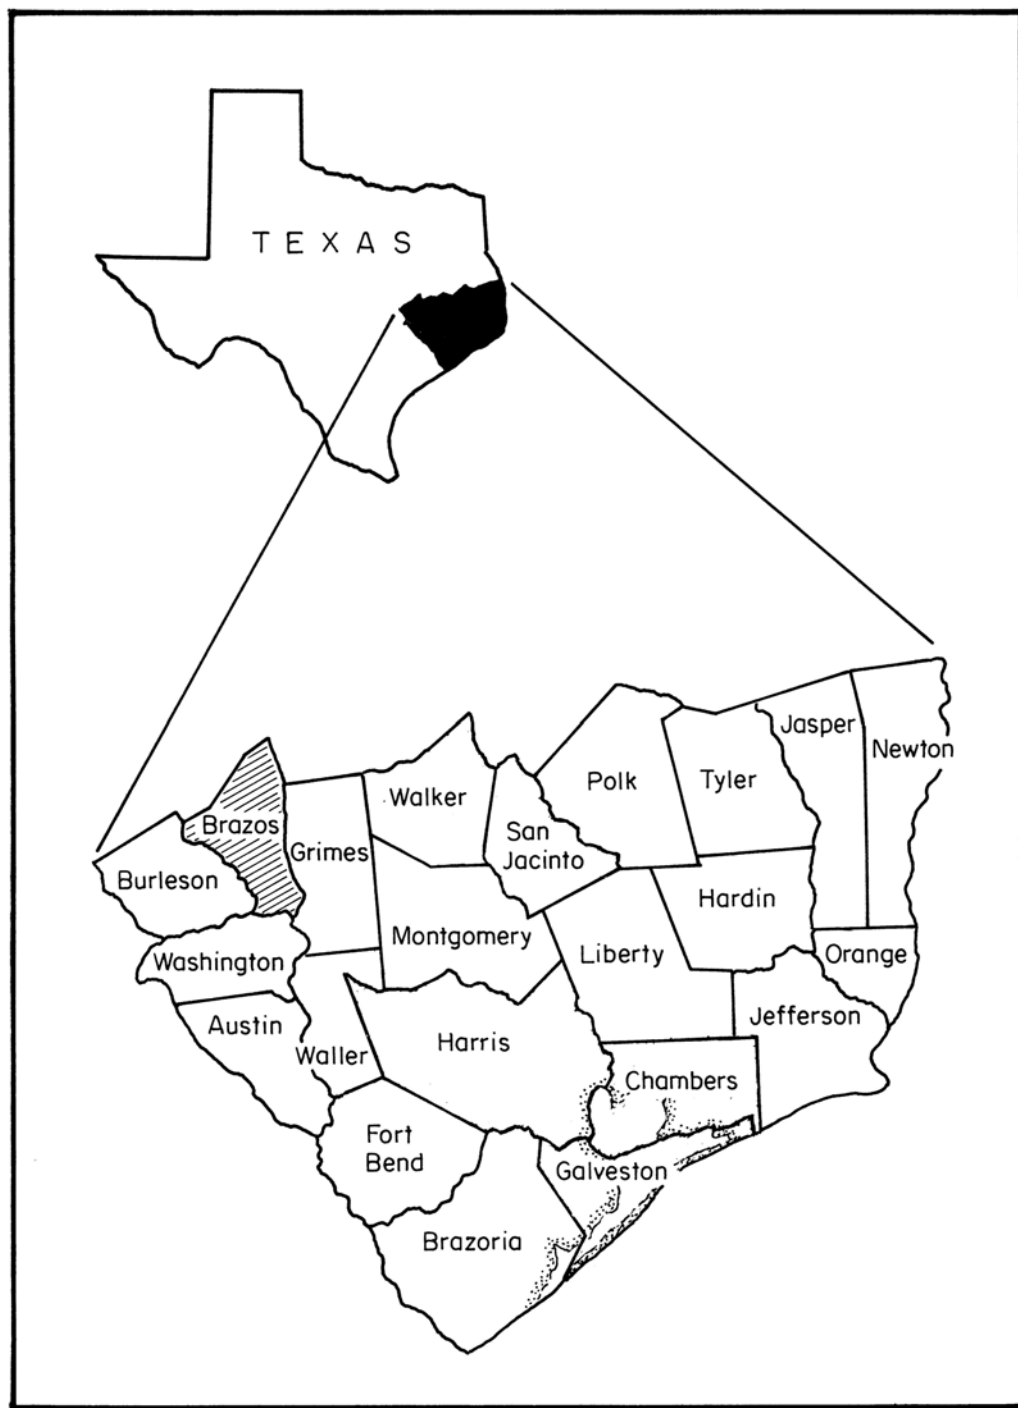 TEXAS
Jasper
Newton
Polk
Tyler
Walker
Brazos
San
Jacinto
Grimes
Burleson
Hardin
Montgomery
Liberty
Orange
Washington
Jefferson
Austin
Harris
Waller
Chambers
Fort
Bend
Galveston
Brazoria